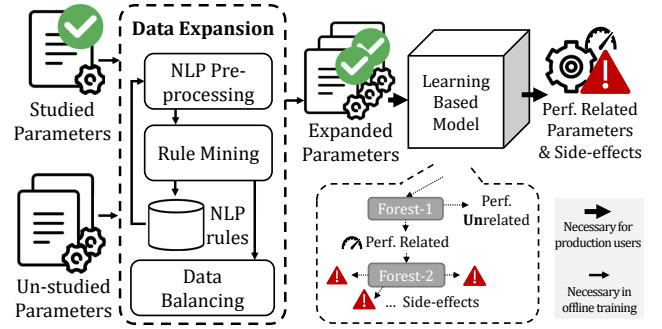 Data Expansion
NLP Pre-
processing
Rule Mining
NLP
rules
Data
Balancing
Studied
Parameters
Un-studied
Parameters
Expanded
Parameters
Learning
Based
Model
Perf. Related
Parameters
& Side-effects
Forest-1
Perf.
Unrelated
Perf. Related
Forest-2
... Side-effects
Necessary for
production users
Necessary in
offline training